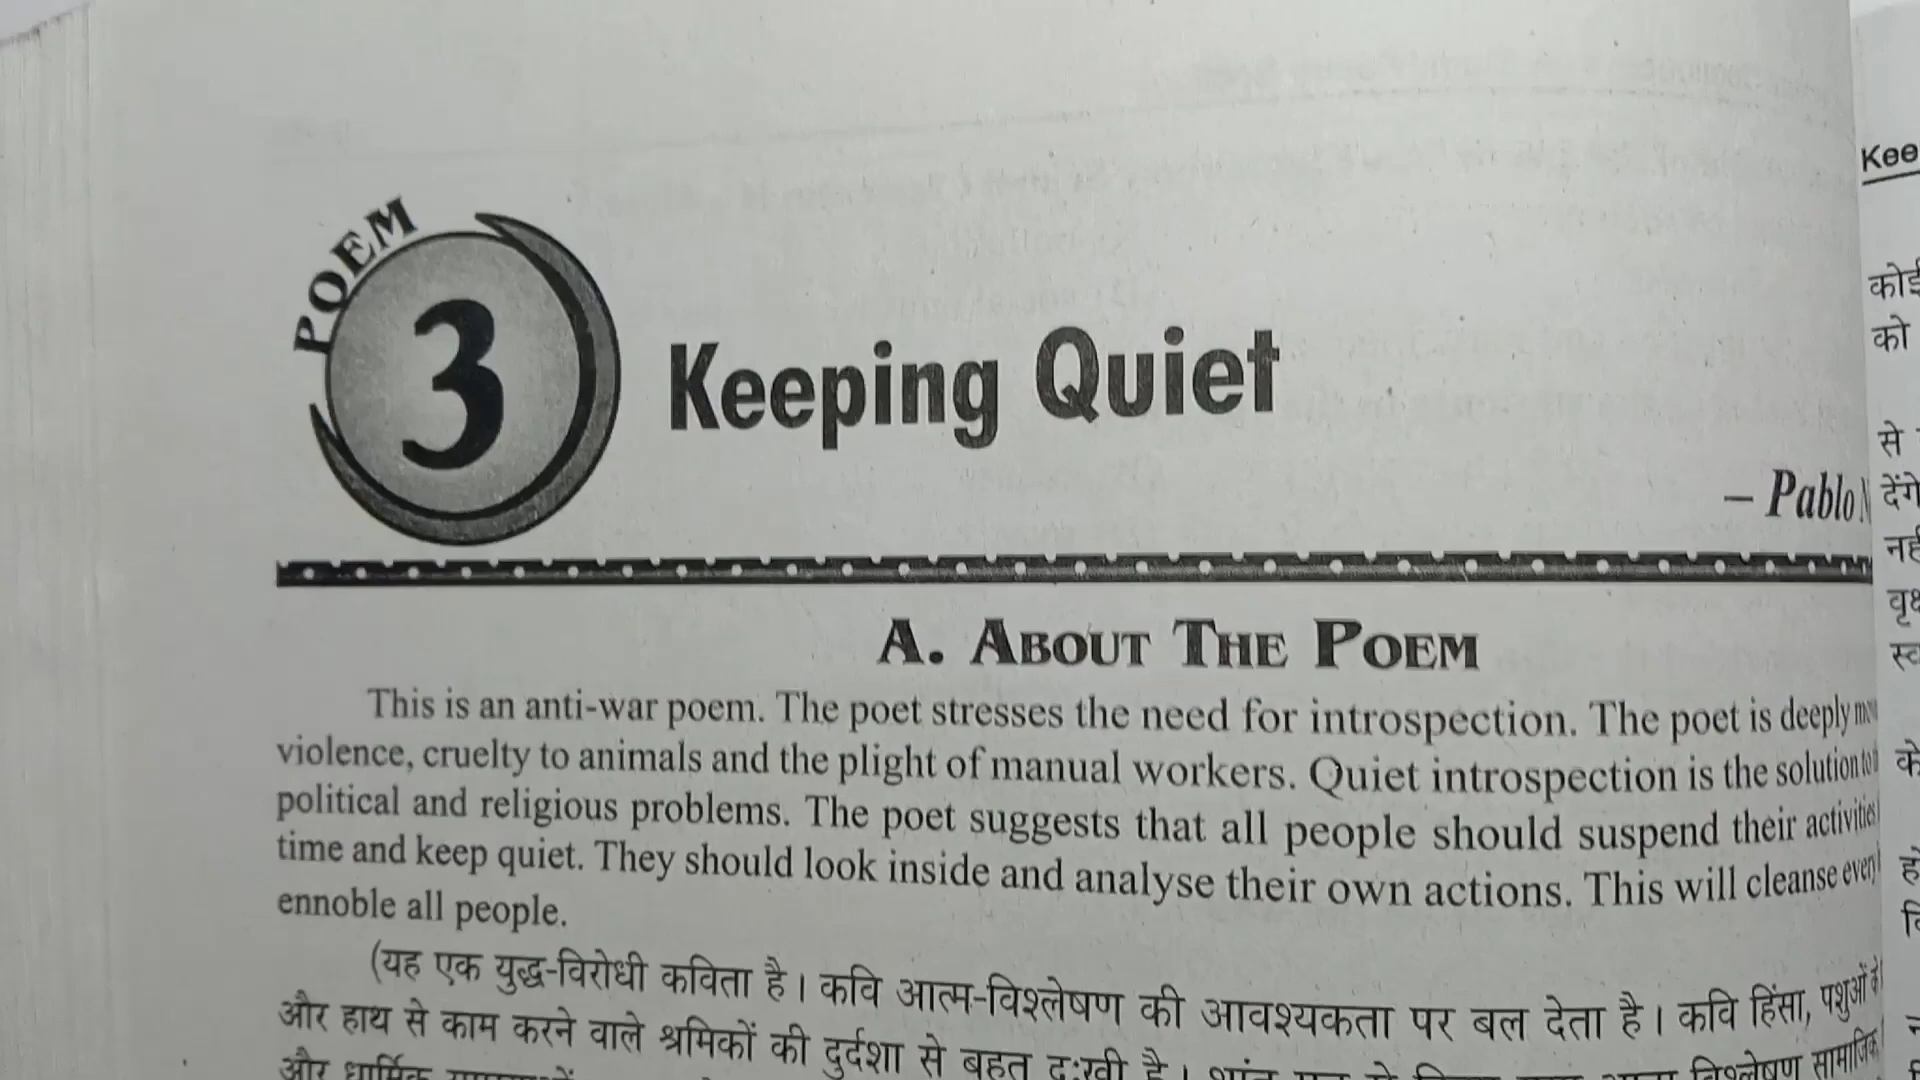 POEM
3
Keeping Quiet
– Pablo
A. ABOUT THE POEM
This is an anti-war poem. The poet stresses the need for introspection. The poet is deeply
violence, cruelty to animals and the plight of manual workers. Quiet introspection is the solution to
political and religious problems. The poet suggests that all people should suspend their activities
time and keep quiet. They should look inside and analyse their own actions. This will cleanse
ennoble all people.
(यह एक युद्ध-विरोधी कविता है। कवि आत्म-विश्लेषण की आवश्यकता पर बल देता है। कवि हिंसा, पशुओं
और हाथ से काम करने वाले श्रमिकों की दुर्दशा से बहुत दुःखी है।
और धार्मिक
Kee
कोई
को
से
देंगे
के